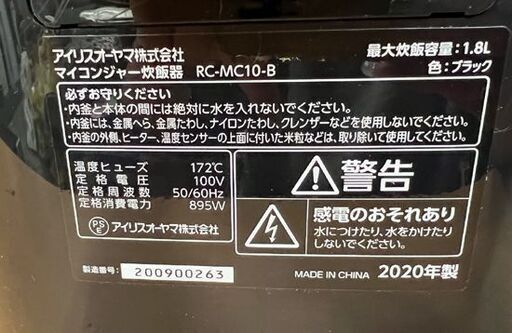 アイリスオーヤマ株式会社
マイコンジャー炊飯器 RC-MC10-B
最大炊飯容量:1.8L
色:ブラック
必ずお守りください
・内釜と本体の間には絶対に水を入れないでください。
・内釜には、金属へら、金属たわし、ナイロンたわし、クレンザーなどを使用しないでください。
・内釜の外側、ヒーター、温度センサーの上面に付いた米粒などは、取り除いて使用してください。
温度ヒューズ 172℃
定格電圧 100V
定格周波数 50/60Hz
定格消費電力 895W
PSE アイリスオーヤマ株式会社
警告
感電のおそれあり
水につけたり、水をかけたり
しないでください。
製造番号: 200900263
MADE IN CHINA 2020年製